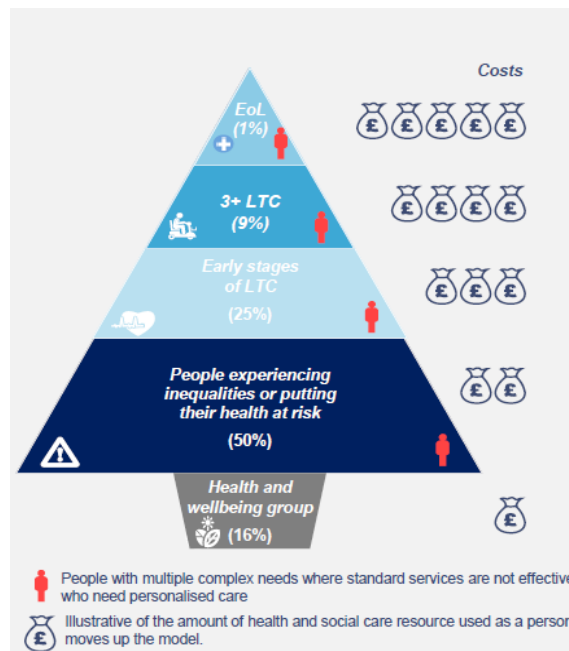 Costs
EoL
(1%)
£ £ £ £ £
3+ LTC
(9%)
£ £ £ £
Early stages
of LTC
(25%)
£ £ £
People experiencing
inequalities or putting
their health at risk
(50%)
£ £
Health and
wellbeing group
(16%)
£
People with multiple complex needs where standard services are not effective
who need personalised care
£ Illustrative of the amount of health and social care resource used as a person
moves up the model.